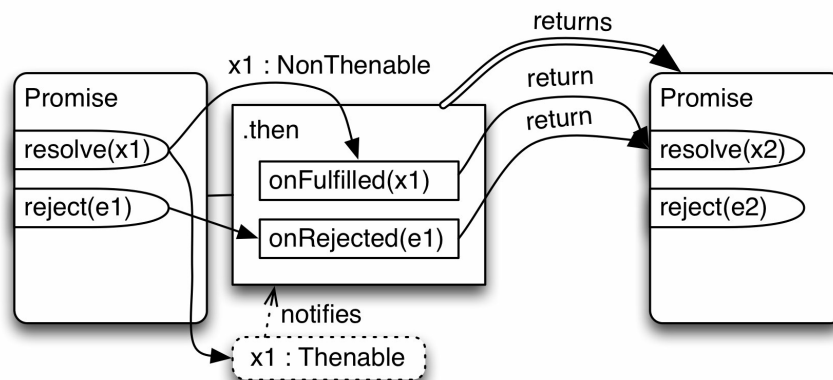 returns
x1 : NonThenable
return
Promise
resolve(x1)
reject(e1)
.then
onFulfilled(x1)
onRejected(e1)
return
Promise
resolve(x2)
reject(e2)
notifies
x1 : Thenable